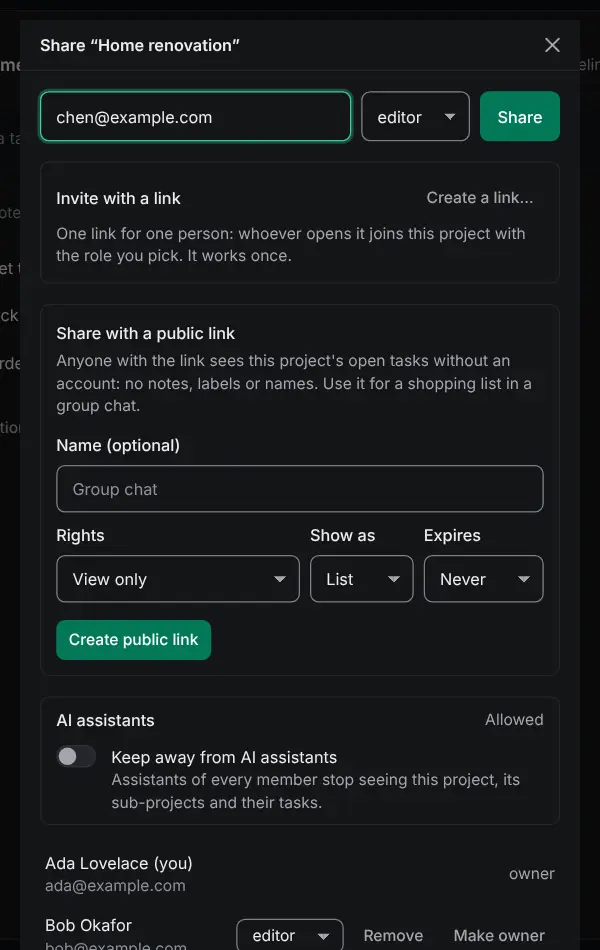 Share “Home renovation”
chen@example.com
editor
Share
Invite with a link
Create a link...
One link for one person: whoever opens it joins this project with
the role you pick. It works once.
Share with a public link
Anyone with the link sees this project's open tasks without an
account: no notes, labels or names. Use it for a shopping list in a
group chat.
Name (optional)
Group chat
Rights
Show as
Expires
View only
List
Never
Create public link
AI assistants
Allowed
Keep away from AI assistants
Assistants of every member stop seeing this project, its
sub-projects and their tasks.
Ada Lovelace (you)
ada@example.com
owner
Bob Okafor
bob@example.com
editor
Remove
Make owner